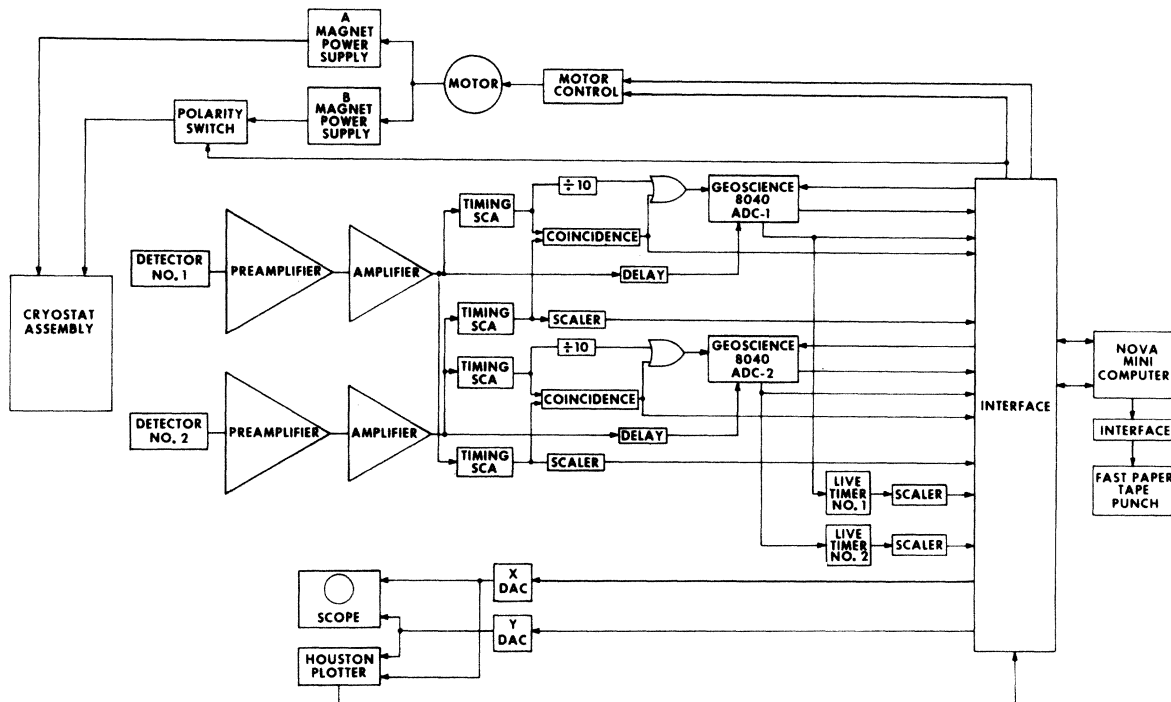 A
MAGNET
POWER
SUPPLY
MOTOR
MOTOR
CONTROL
B
MAGNET
POWER
SUPPLY
POLARITY
SWITCH
TIMING
SCA
÷10
GEOSCIENCE
8040
ADC-1
COINCIDENCE
DETECTOR
NO. 1
PREAMPLIFIER
AMPLIFIER
DELAY
CRYOSTAT
ASSEMBLY
TIMING
SCA
SCALER
TIMING
SCA
÷10
GEOSCIENCE
8040
ADC-2
COINCIDENCE
NOVA
MINI
COMPUTER
INTERFACE
DETECTOR
NO. 2
PREAMPLIFIER
AMPLIFIER
DELAY
INTERFACE
TIMING
SCA
SCALER
FAST PAPER
TAPE
PUNCH
LIVE
TIMER
NO. 1
SCALER
LIVE
TIMER
NO. 2
SCALER
X
DAC
SCOPE
Y
DAC
HOUSTON
PLOTTER